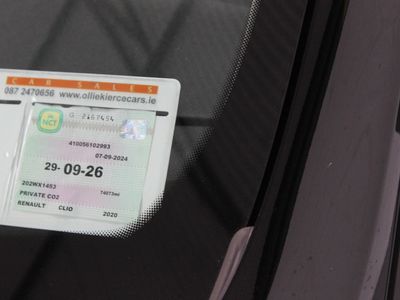 CAR SALES
087 2470656 www.olliekiercecars.ie
NCT
G 2167454
410056102993
07-09-2024
29-09-26
202WX1453 74073mi
PRIVATE CO2
RENAULT CLIO 2020